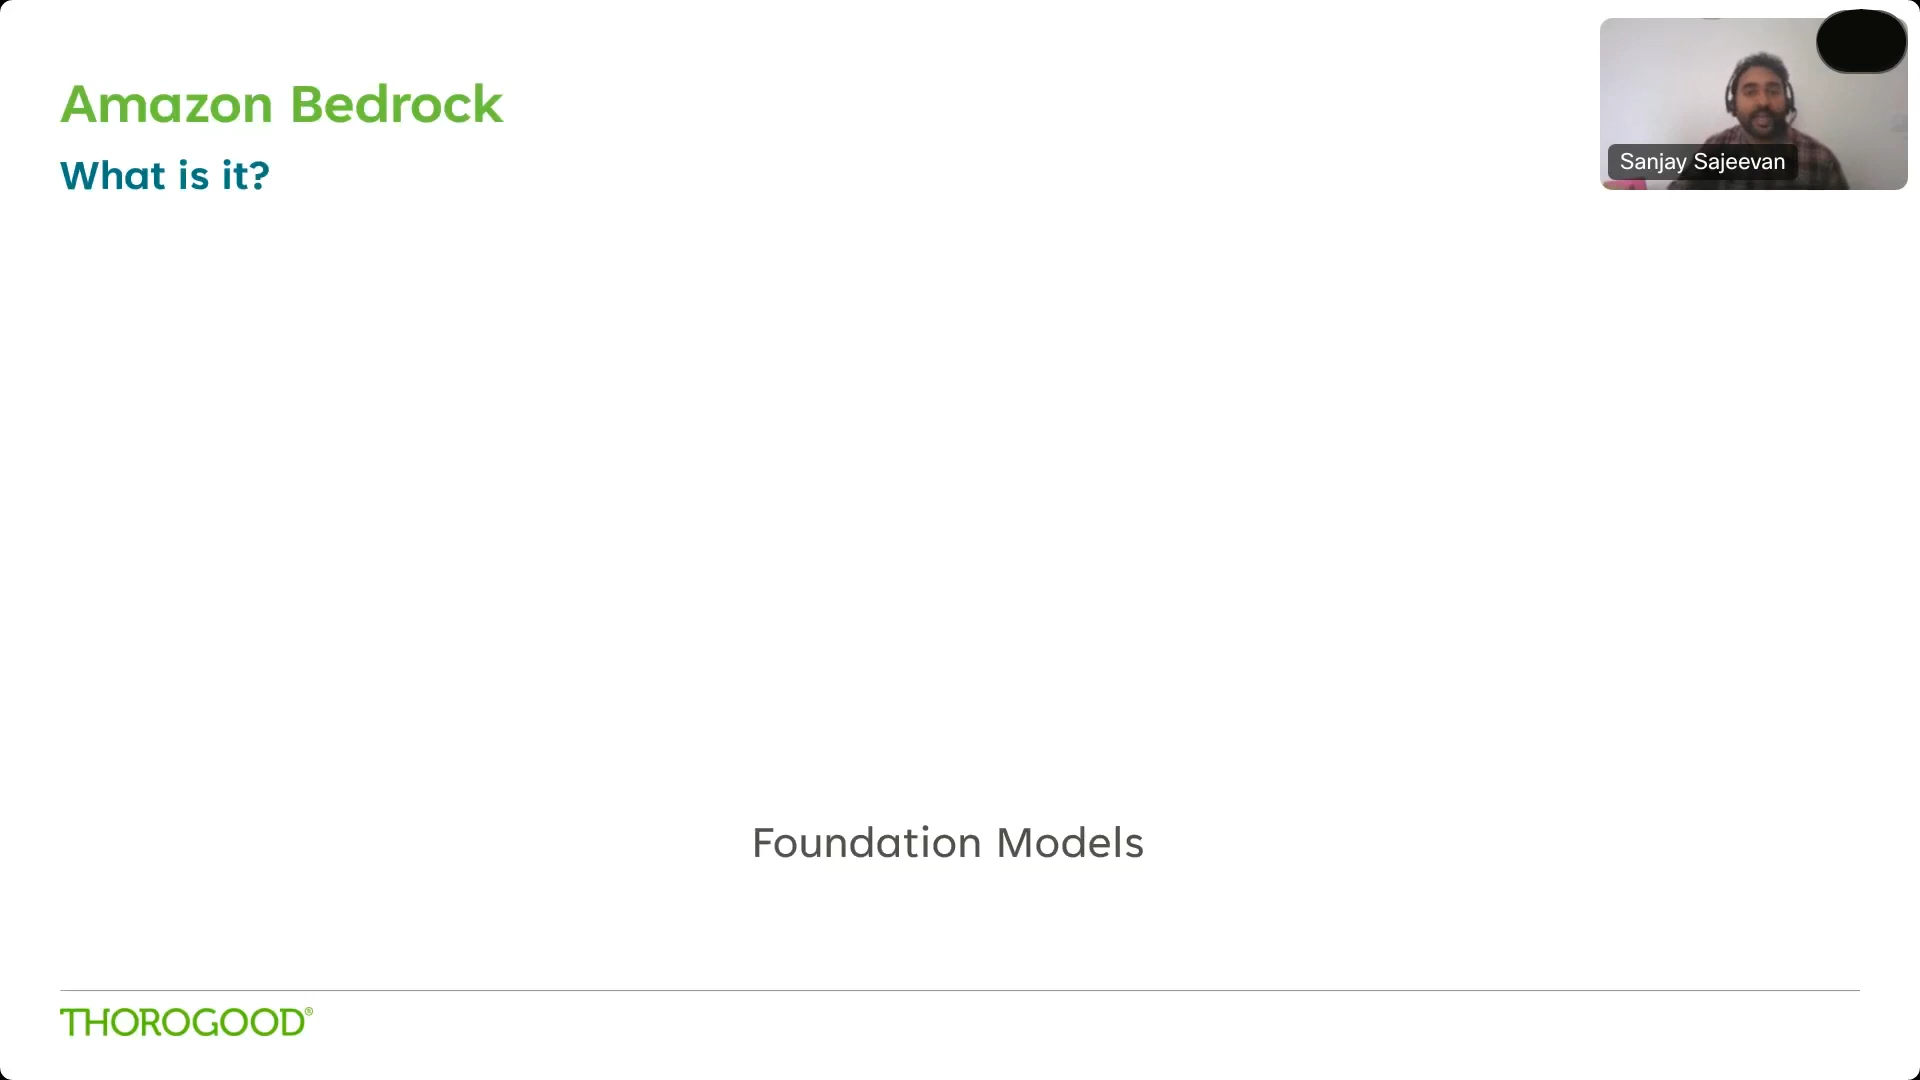 Amazon Bedrock
What is it?
Sanjay Sajeevan
Foundation Models
THOROGOOD®